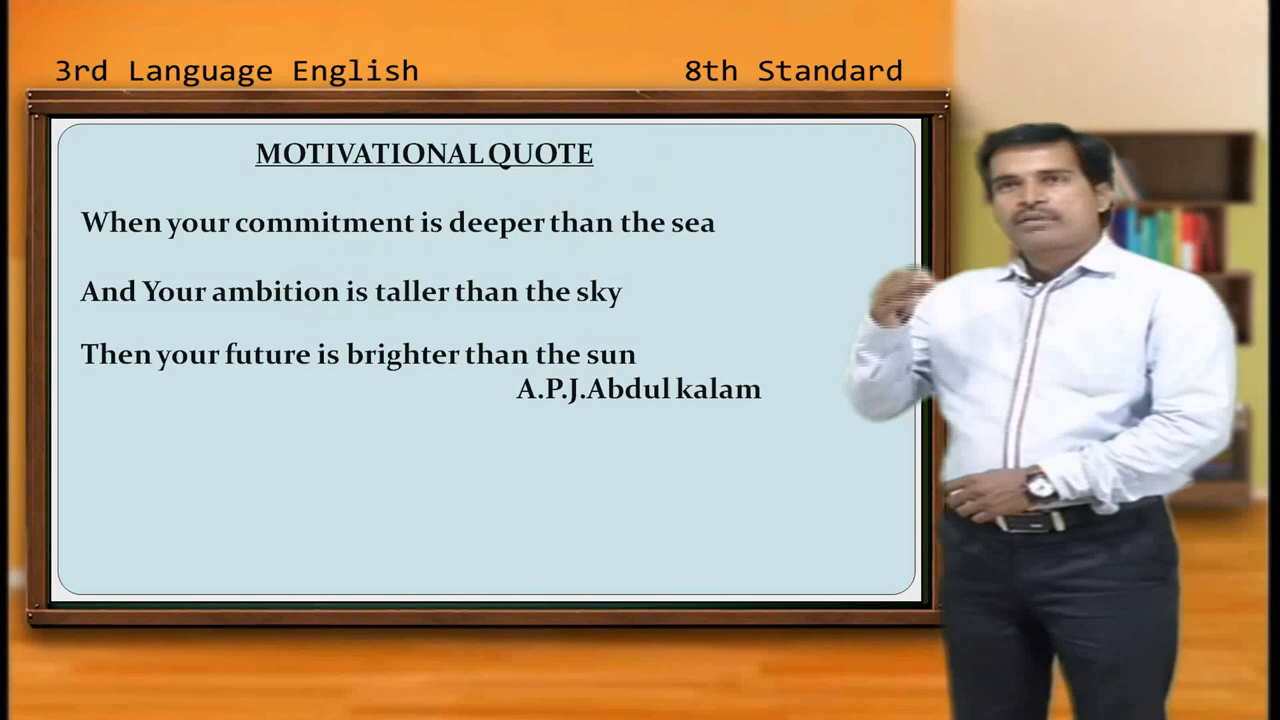 3rd Language English
8th Standard
MOTIVATIONAL QUOTE
When your commitment is deeper than the sea
And Your ambition is taller than the sky
Then your future is brighter than the sun
A.P.J.Abdul kalam